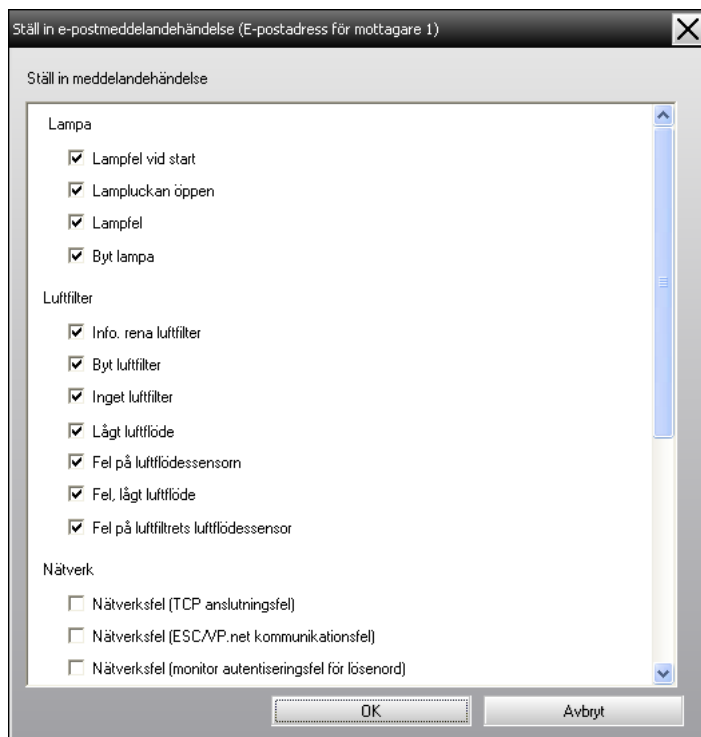 Ställ in e-postmeddelandehändelse (E-postadress för mottagare 1)
Ställ in meddelandehändelse
Lampa
Lampfel vid start
Lampluckan öppen
Lampfel
Byt lampa
Luftfilter
Info. rena luftfilter
Byt luftfilter
Inget luftfilter
Lågt luftflöde
Fel på luftflödessensorn
Fel, lågt luftflöde
Fel på luftfiltrets luftflödessensor
Nätverk
Nätverksfel (TCP anslutningsfel)
Nätverksfel (ESC/VP.net kommunikationsfel)
Nätverksfel (monitor autentiseringsfel för lösenord)
OK
Avbryt